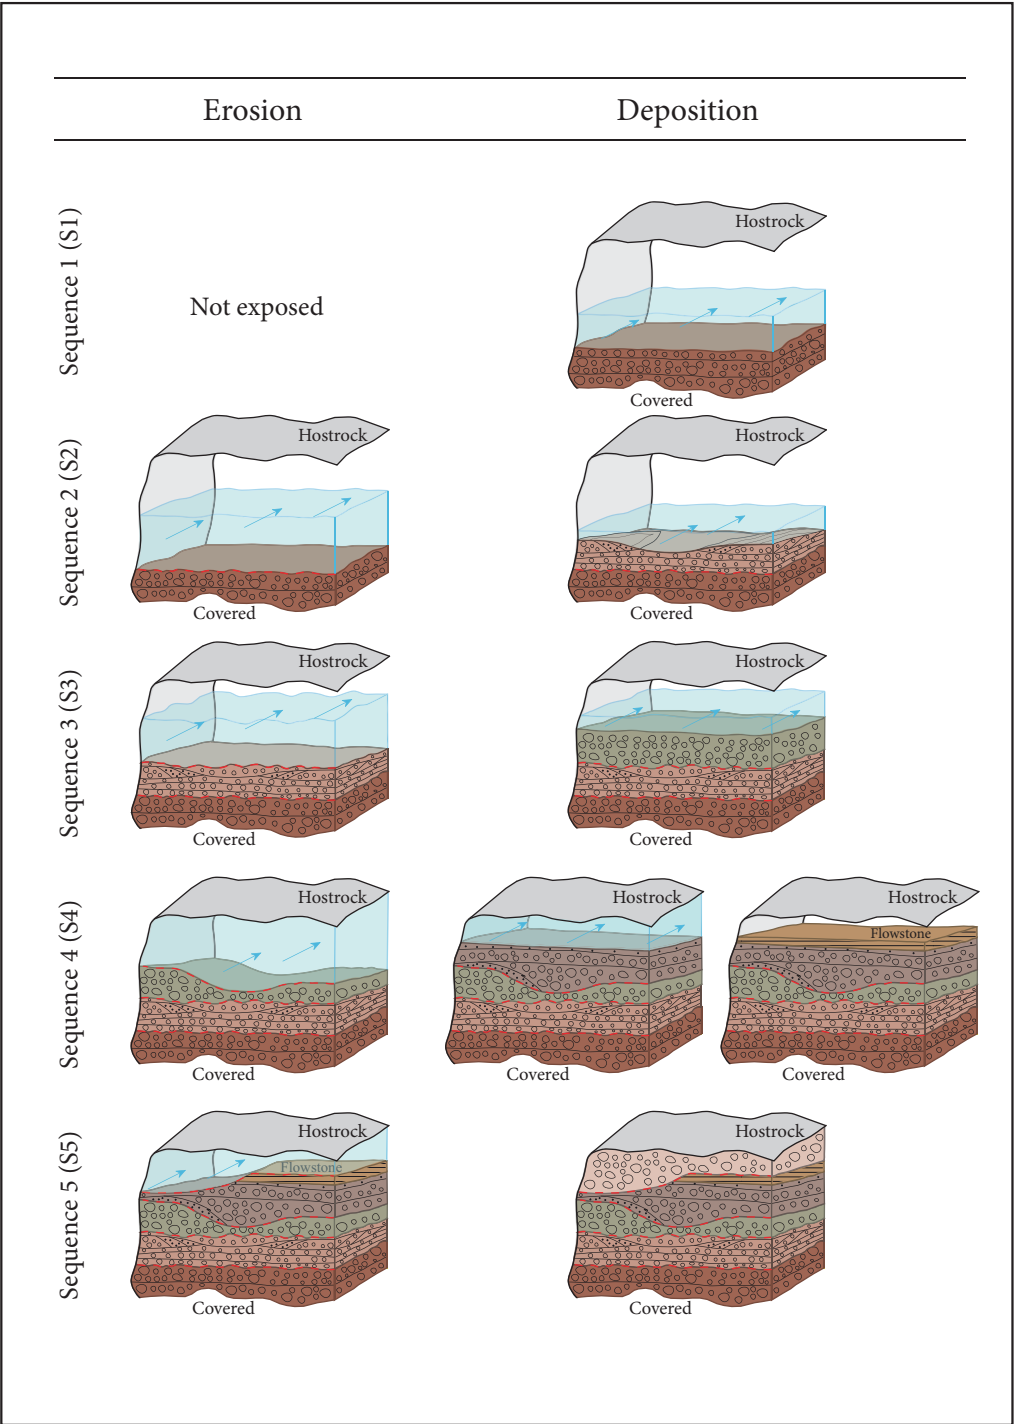 Erosion
Deposition
Sequence 1 (S1)
Not exposed
Hostrock
Covered
Sequence 2 (S2)
Hostrock
Covered
Hostrock
Covered
Sequence 3 (S3)
Hostrock
Covered
Hostrock
Covered
Sequence 4 (S4)
Hostrock
Covered
Hostrock
Covered
Hostrock
Flowstone
Covered
Sequence 5 (S5)
Hostrock
Flowstone
Covered
Hostrock
Covered